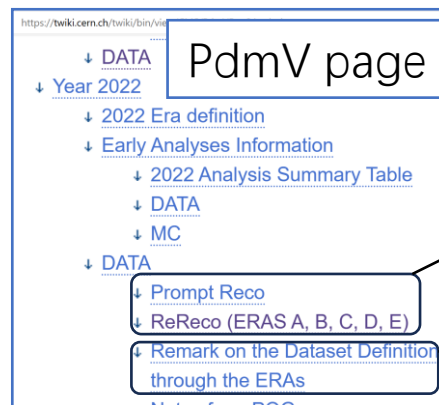 https://twiki.cern.ch/twiki/bin/vie
DATA
PdmV page
Year 2022
2022 Era definition
Early Analyses Information
2022 Analysis Summary Table
DATA
MC
DATA
Prompt Reco
ReReco (ERAS A, B, C, D, E)
Remark on the Dataset Definition
through the ERAs